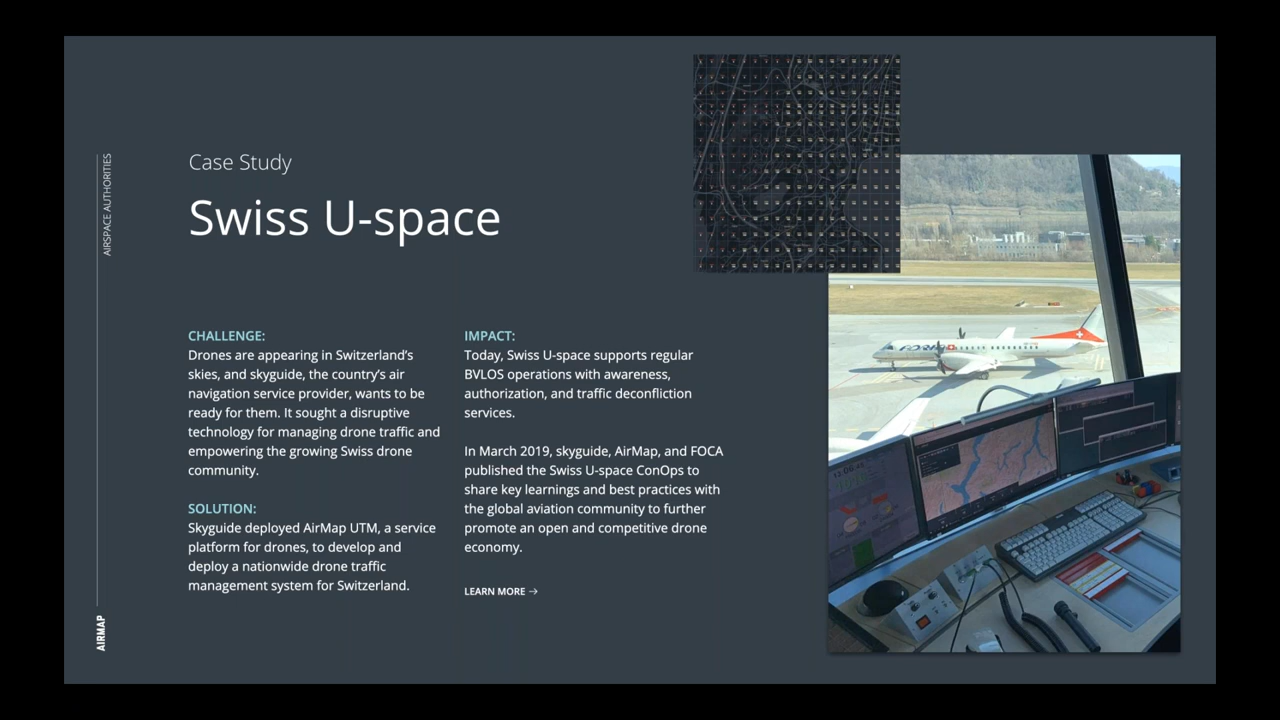 AIRSPACE AUTHORITIES
AIRMAP
Case Study
Swiss U-space
CHALLENGE:
Drones are appearing in Switzerland’s
skies, and skyguide, the country’s air
navigation service provider, wants to be
ready for them. It sought a disruptive
technology for managing drone traffic and
empowering the growing Swiss drone
community.
SOLUTION:
Skyguide deployed AirMap UTM, a service
platform for drones, to develop and
deploy a nationwide drone traffic
management system for Switzerland.
IMPACT:
Today, Swiss U-space supports regular
BVLOS operations with awareness,
authorization, and traffic deconfliction
services.
In March 2019, skyguide, AirMap, and FOCA
published the Swiss U-space ConOps to
share key learnings and best practices with
the global aviation community to further
promote an open and competitive drone
economy.
LEARN MORE →